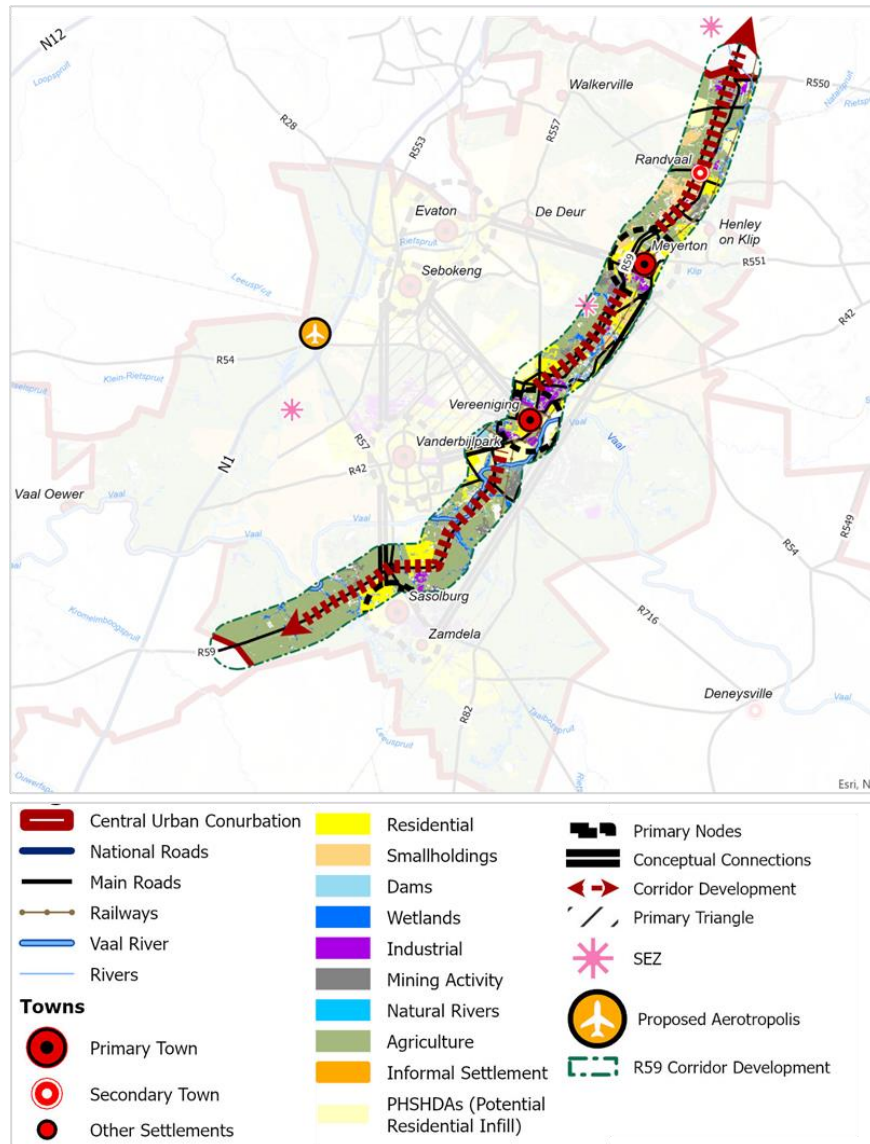 N12
Loopspruit
Walkerville
R550
Natalspruit
R28
R553
R557
Randvaal
Evaton
De Deur
Henley
on Klip
Rietspruit
Meyerton
R59
Klip
R551
Sebokeng
Leeuspruit
R42
R54
Klein-Rietspruit
Vereeniging
R57
Vanderbijlpark
Vaal
N1
R42
Vaal Oewer
Vaal
Vaal
R549
R54
Sasolburg
Kromelmboogspruit
R716
Zamdela
R59
Deneysville
Vaal
R82
Taaibosspruit
Leeuspruit
Esri, N
Central Urban Conurbation
National Roads
Main Roads
Railways
Vaal River
Rivers
Towns
Primary Town
Secondary Town
Other Settlements
Residential
Smallholdings
Dams
Wetlands
Industrial
Mining Activity
Natural Rivers
Agriculture
Informal Settlement
PHSHDAs (Potential
Residential Infill)
Primary Nodes
Conceptual Connections
Corridor Development
Primary Triangle
SEZ
Proposed Aerotropolis
R59 Corridor Development